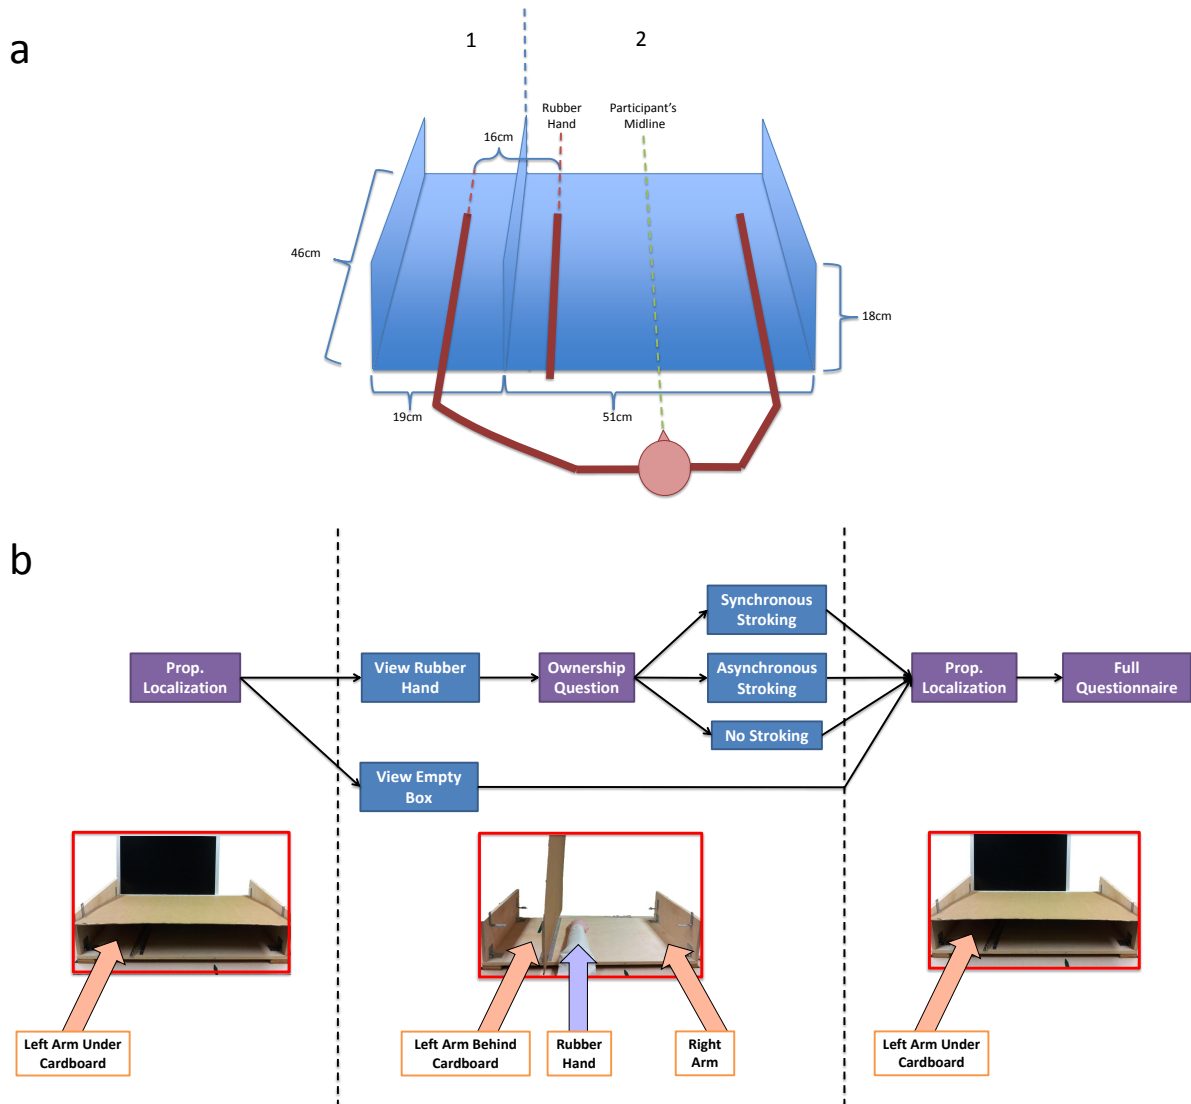 a
1
2
Rubber
Hand
Participant's
Midline
16cm
46cm
18cm
19cm
51cm
b
Synchronous
Stroking
Prop.
Localization
View Rubber
Hand
Ownership
Question
Asynchronous
Stroking
Prop.
Localization
Full
Questionnaire
No Stroking
View Empty
Box
Left Arm Under
Cardboard
Left Arm Behind
Cardboard
Rubber
Hand
Right
Arm
Left Arm Under
Cardboard